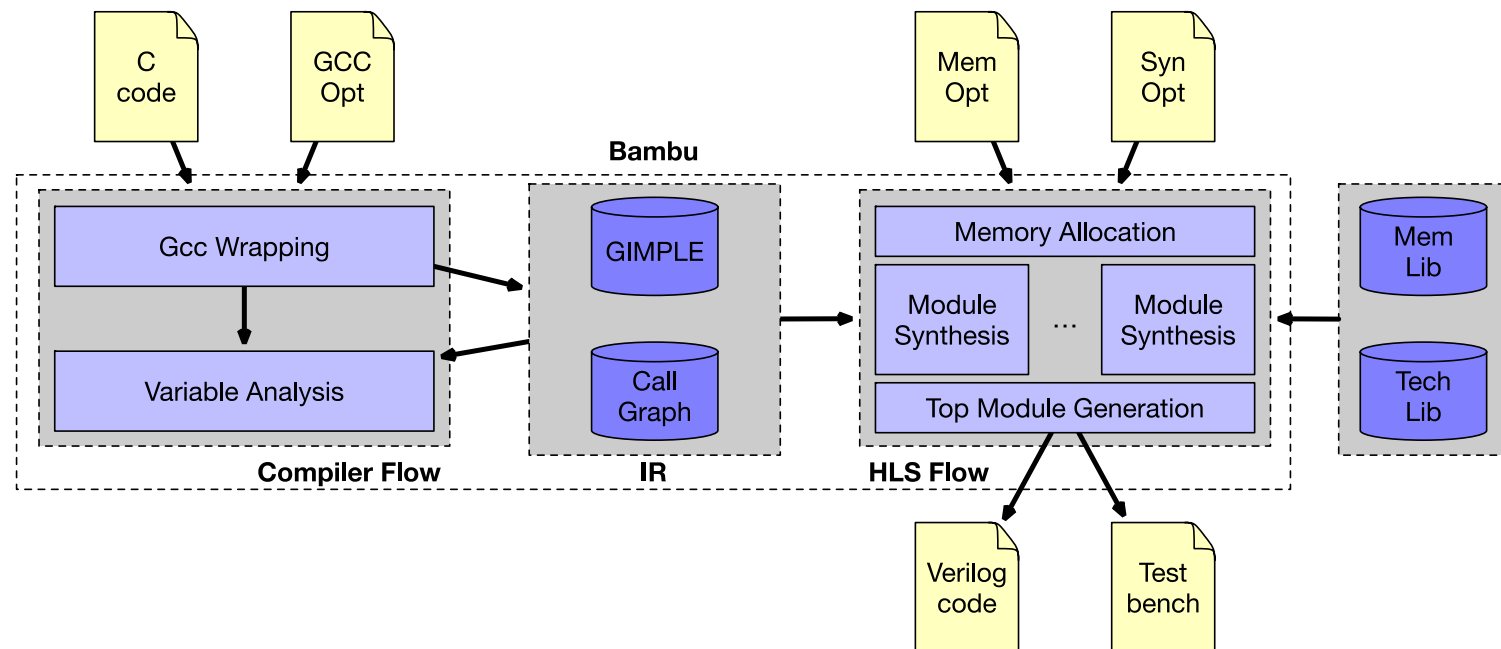 C
code
GCC
Opt
Mem
Opt
Syn
Opt
Bambu
Gcc Wrapping
Variable Analysis
Compiler Flow
GIMPLE
Call
Graph
IR
Memory Allocation
Module
Synthesis
...
Module
Synthesis
Top Module Generation
HLS Flow
Mem
Lib
Tech
Lib
Verilog
code
Test
bench